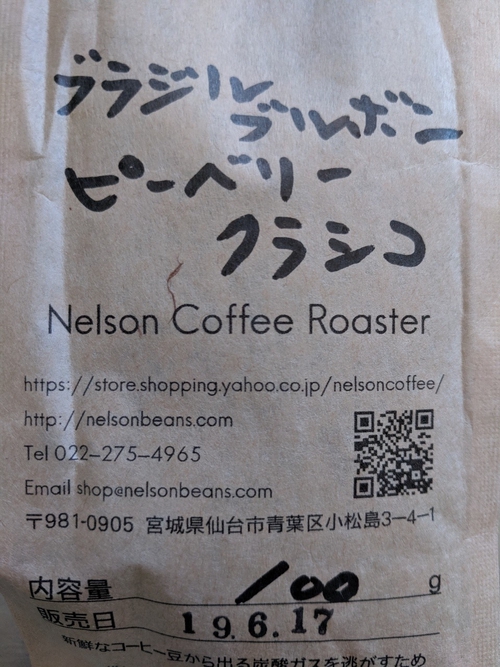 ブラジル
ブルボン
ピーベリー
クラシコ
Nelson Coffee Roaster
https://store.shopping.yahoo.co.jp/nelsoncoffee/
http://nelsonbeans.com
Tel 022-275-4965
Email shop@nelsonbeans.com
〒981-0905 宮城県仙台市青葉区小松島3-4-1
内容量 100 g
販売日 19.6.17
新鮮なコーヒー豆から出る炭酸ガスを逃がすため